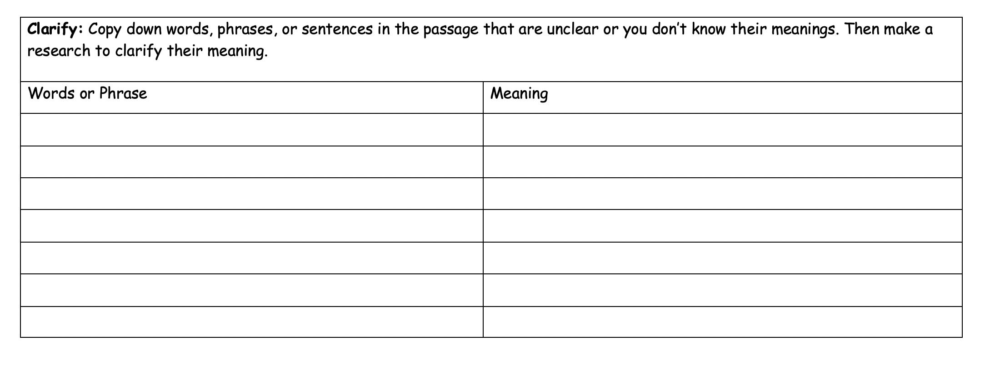 Clarify: Copy down words, phrases, or sentences in the passage that are unclear or you don't know their meanings. Then make a
research to clarify their meaning.
Words or Phrase
Meaning